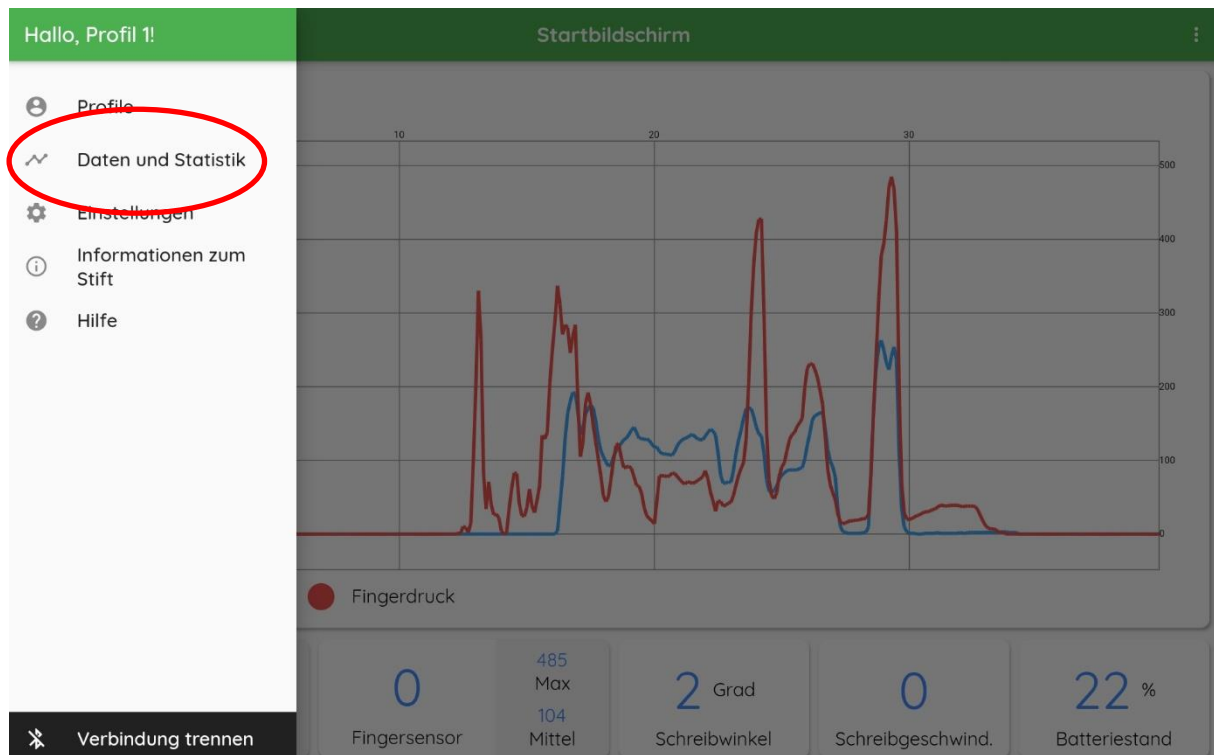 Hallo, Profil 1!
Startbildschirm
Profile
Daten und Statistik
Einstellungen
Informationen zum
Stift
Hilfe
Verbindung trennen
10 20 30
500
400
300
200
100
0
Fingerdruck
0
Fingersensor
485
Max
104
Mittel
2 Grad
Schreibwinkel
0
Schreibgeschwind.
22 %
Batteriestand